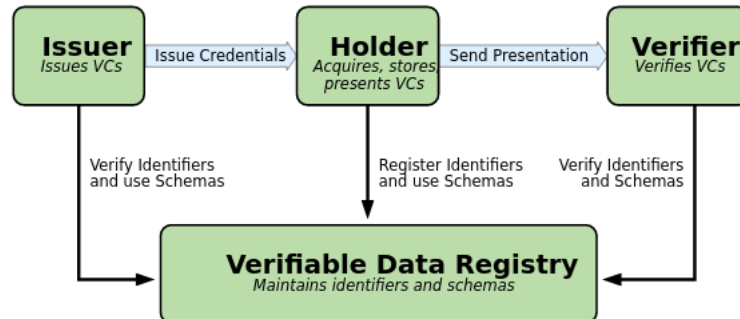 Issuer
Issues VCs
Issue Credentials
Holder
Acquires, stores,
presents VCs
Send Presentation
Verifier
Verifies VCs
Verify Identifiers
and use Schemas
Register Identifiers
and use Schemas
Verify Identifiers
and Schemas
Verifiable Data Registry
Maintains identifiers and schemas